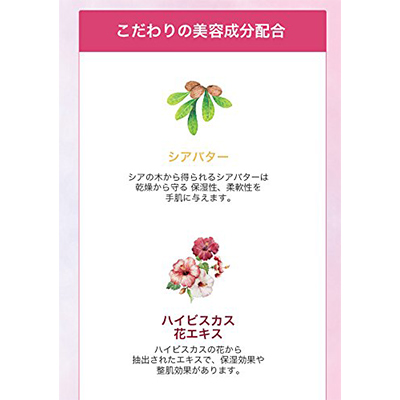 こだわりの美容成分配合
シアバター
シアの木から得られるシアバターは
乾燥から守る 保湿性、柔軟性を
手肌に与えます。
ハイビスカス
花エキス
ハイビスカスの花から
抽出されたエキスで、保湿効果や
整肌効果があります。